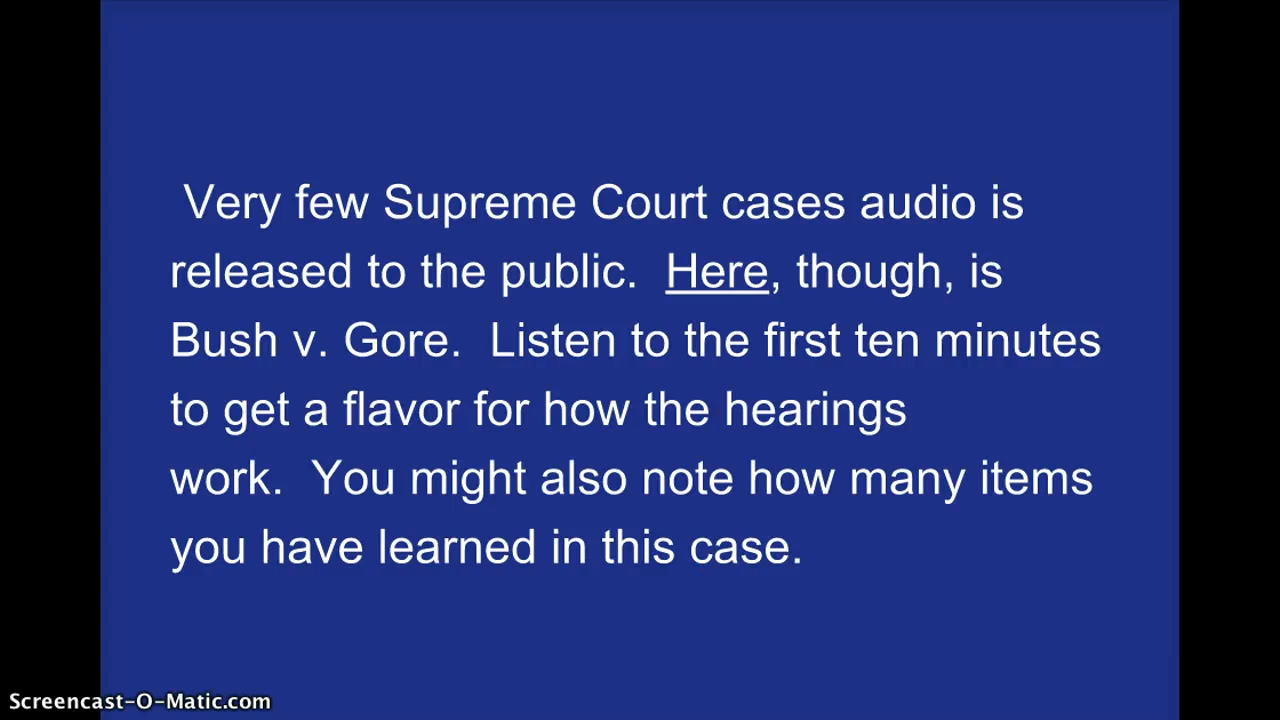 Very few Supreme Court cases audio is
released to the public.  Here, though, is
Bush v. Gore.  Listen to the first ten minutes
to get a flavor for how the hearings
work.  You might also note how many items
you have learned in this case.
Screencast-O-Matic.com